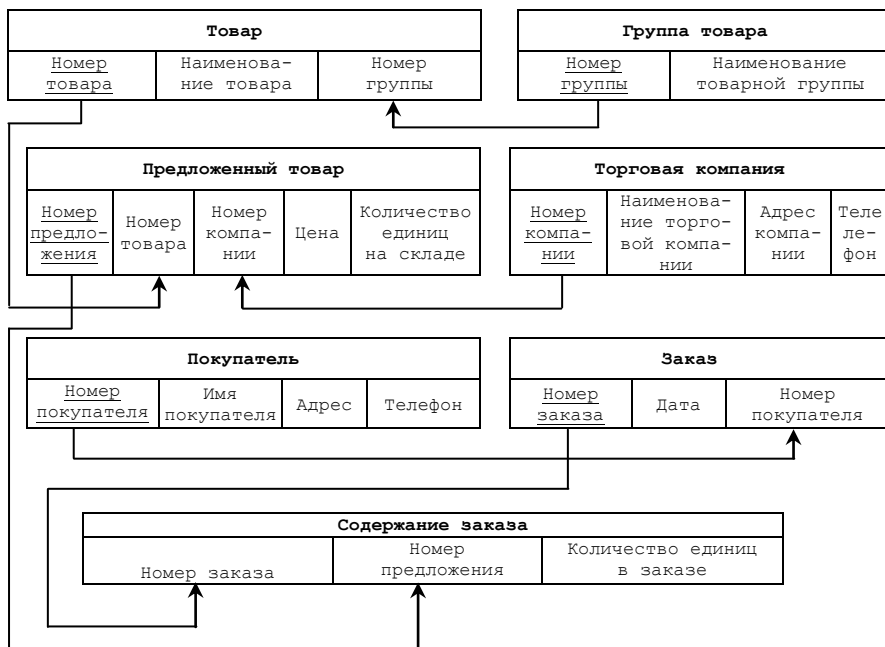 Товар
Номер
товара
Наименова-
ние товара
Номер
группы
Группа товара
Номер
группы
Наименование
товарной группы
Предложенный товар
Номер
предло-
жения
Номер
товара
Номер
компа-
нии
Цена
Количество
единиц
на складе
Торговая компания
Номер
компа-
нии
Наименова-
ние торго-
вой компа-
нии
Адрес
компа-
нии
Теле
ле-
фон
Покупатель
Номер
покупателя
Имя
покупателя
Адрес
Телефон
Заказ
Номер
заказа
Дата
Номер
покупателя
Содержание заказа
Номер заказа
Номер
предложения
Количество единиц
в заказе